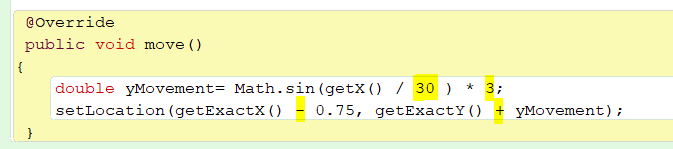 @Override
public void move()
{
double yMovement= Math.sin(getX() / 30 ) * 3;
setLocation(getExactX() - 0.75, getExactY() + yMovement);
}